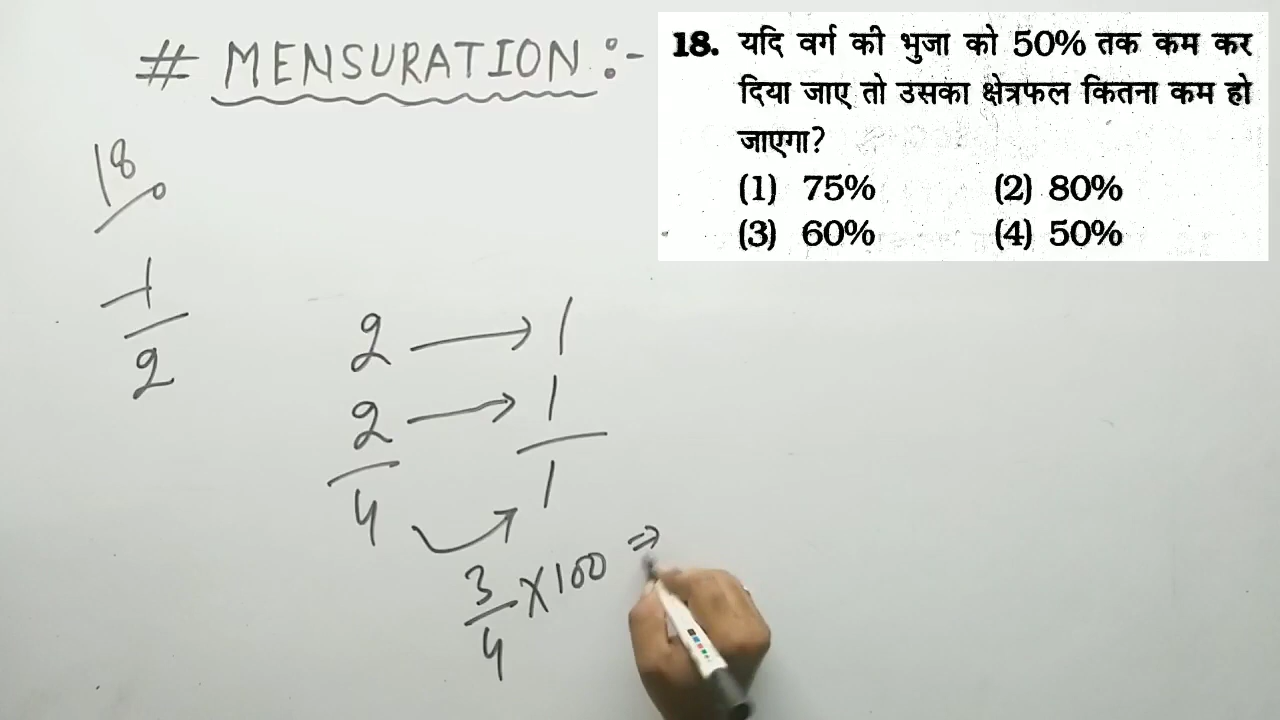 # MENSURATION :-
18. यदि वर्ग की भुजा को 50% तक कम कर
दिया जाए तो उसका क्षेत्रफल कितना कम हो
जाएगा?
(1) 75% (2) 80%
(3) 60% (4) 50%
18.
-1
2
2 → 1
2 → 1
4 → 1
3/4 × 100 ⇒